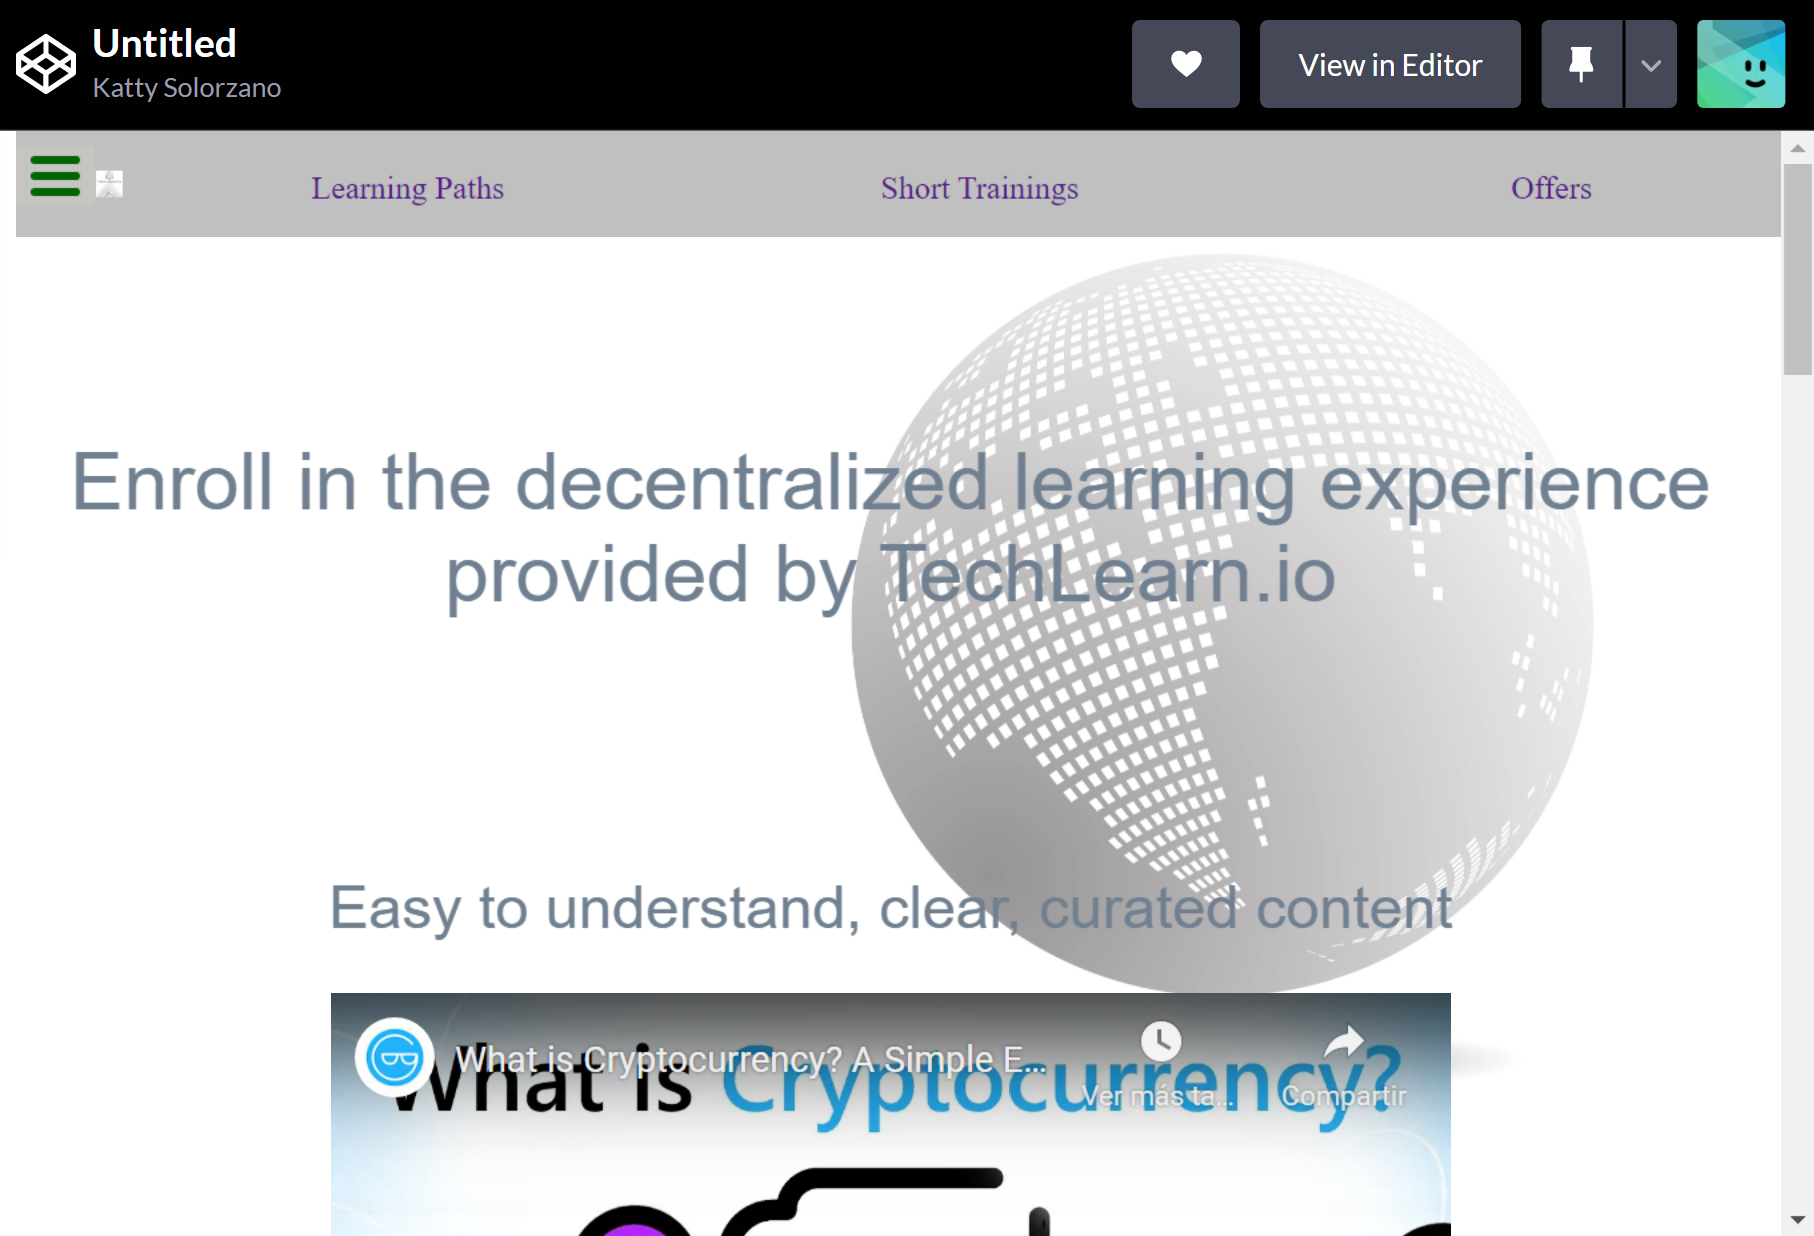 Untitled
Katty Solorzano
View in Editor
Learning Paths
Short Trainings
Offers
Enroll in the decentralized learning experience
provided by TechLearn.io
Easy to understand, clear, curated content
What is Cryptocurrency? A Simple E...
Ver más ta...
Compartir
What is Cryptocurrency?